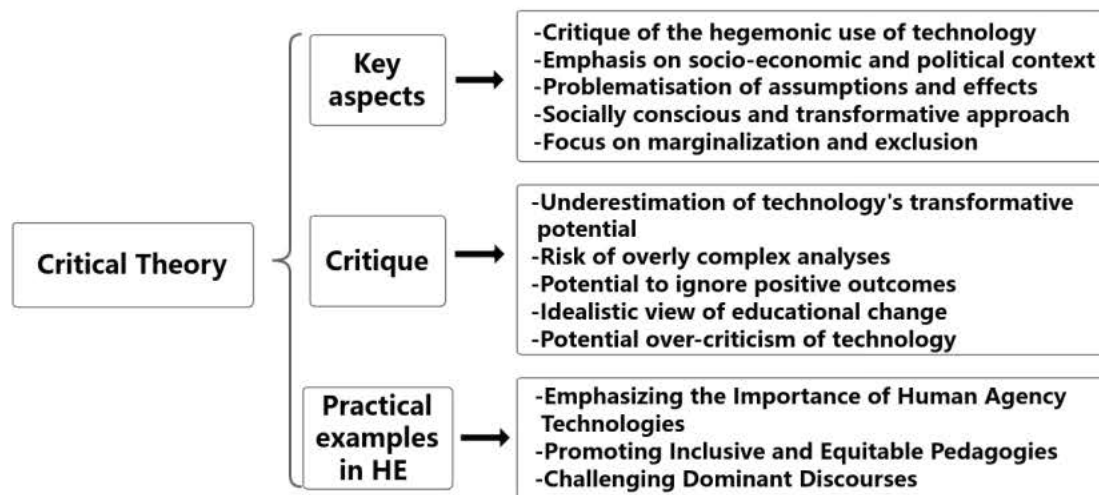 Critical Theory
Key
aspects
-Critique of the hegemonic use of technology
-Emphasis on socio-economic and political context
-Problematisation of assumptions and effects
-Socially conscious and transformative approach
-Focus on marginalization and exclusion
Critique
-Underestimation of technology's transformative
potential
-Risk of overly complex analyses
-Potential to ignore positive outcomes
-Idealistic view of educational change
-Potential over-criticism of technology
Practical
examples
in HE
-Emphasizing the Importance of Human Agency
Technologies
-Promoting Inclusive and Equitable Pedagogies
-Challenging Dominant Discourses